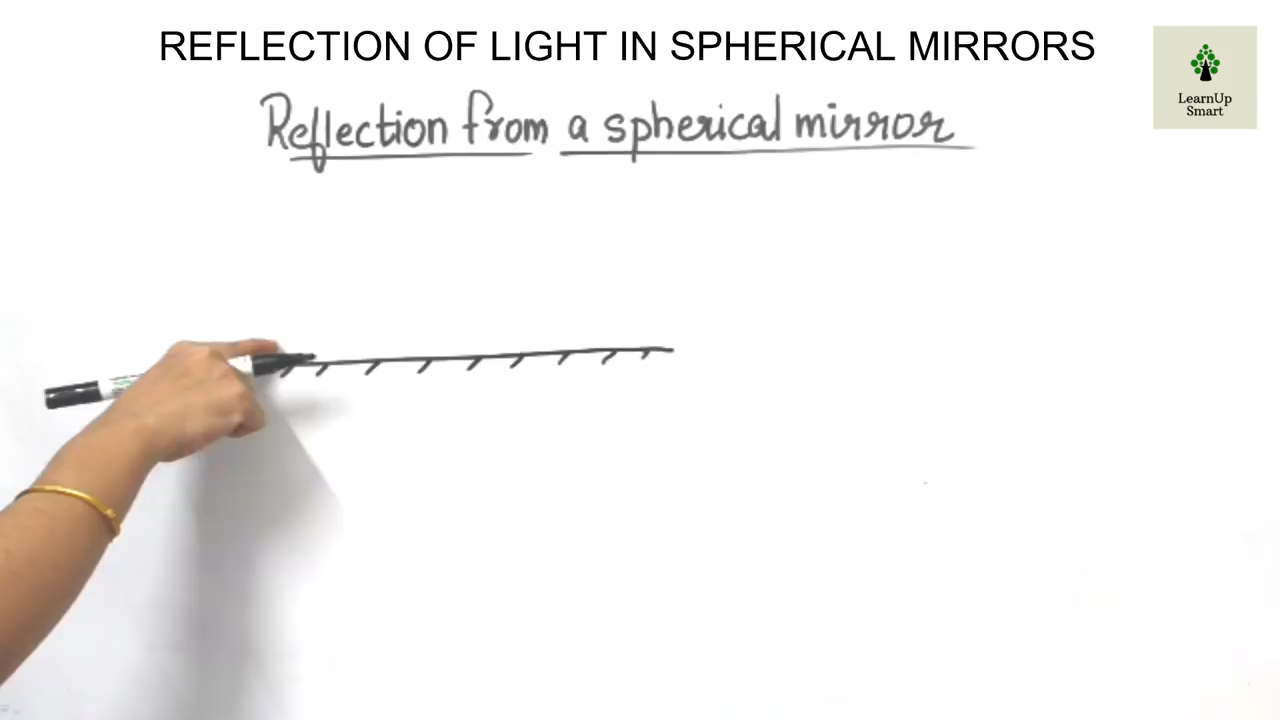 REFLECTION OF LIGHT IN SPHERICAL MIRRORS
LearnUp
Smart
Reflection from a spherical mirror